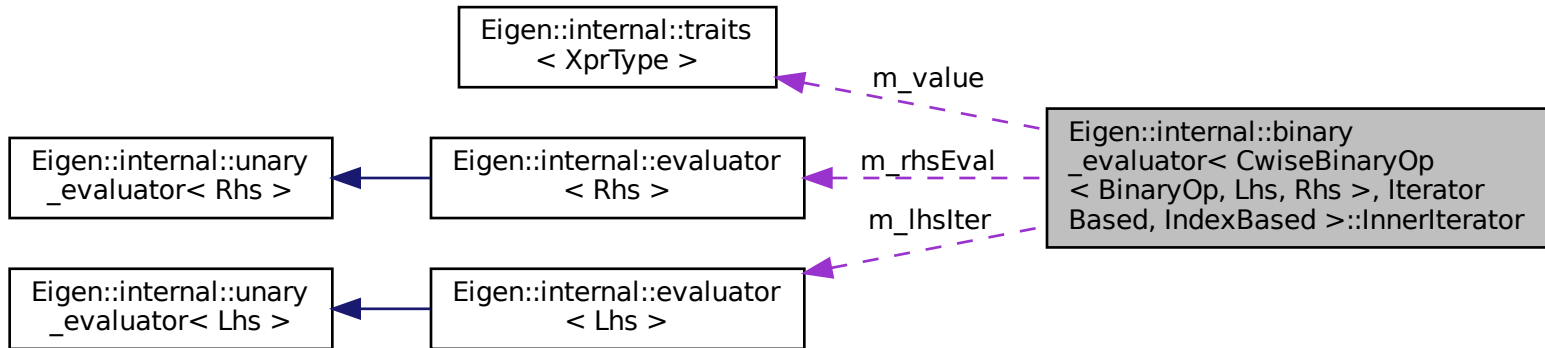 Eigen::internal::traits
< XprType >
m_value
Eigen::internal::binary
_evaluator< CwiseBinaryOp
< BinaryOp, Lhs, Rhs >, Iterator
Based, IndexBased >::InnerIterator
Eigen::internal::unary
_evaluator< Rhs >
Eigen::internal::evaluator
< Rhs >
m_rhsEval
m_lhsIter
Eigen::internal::unary
_evaluator< Lhs >
Eigen::internal::evaluator
< Lhs >